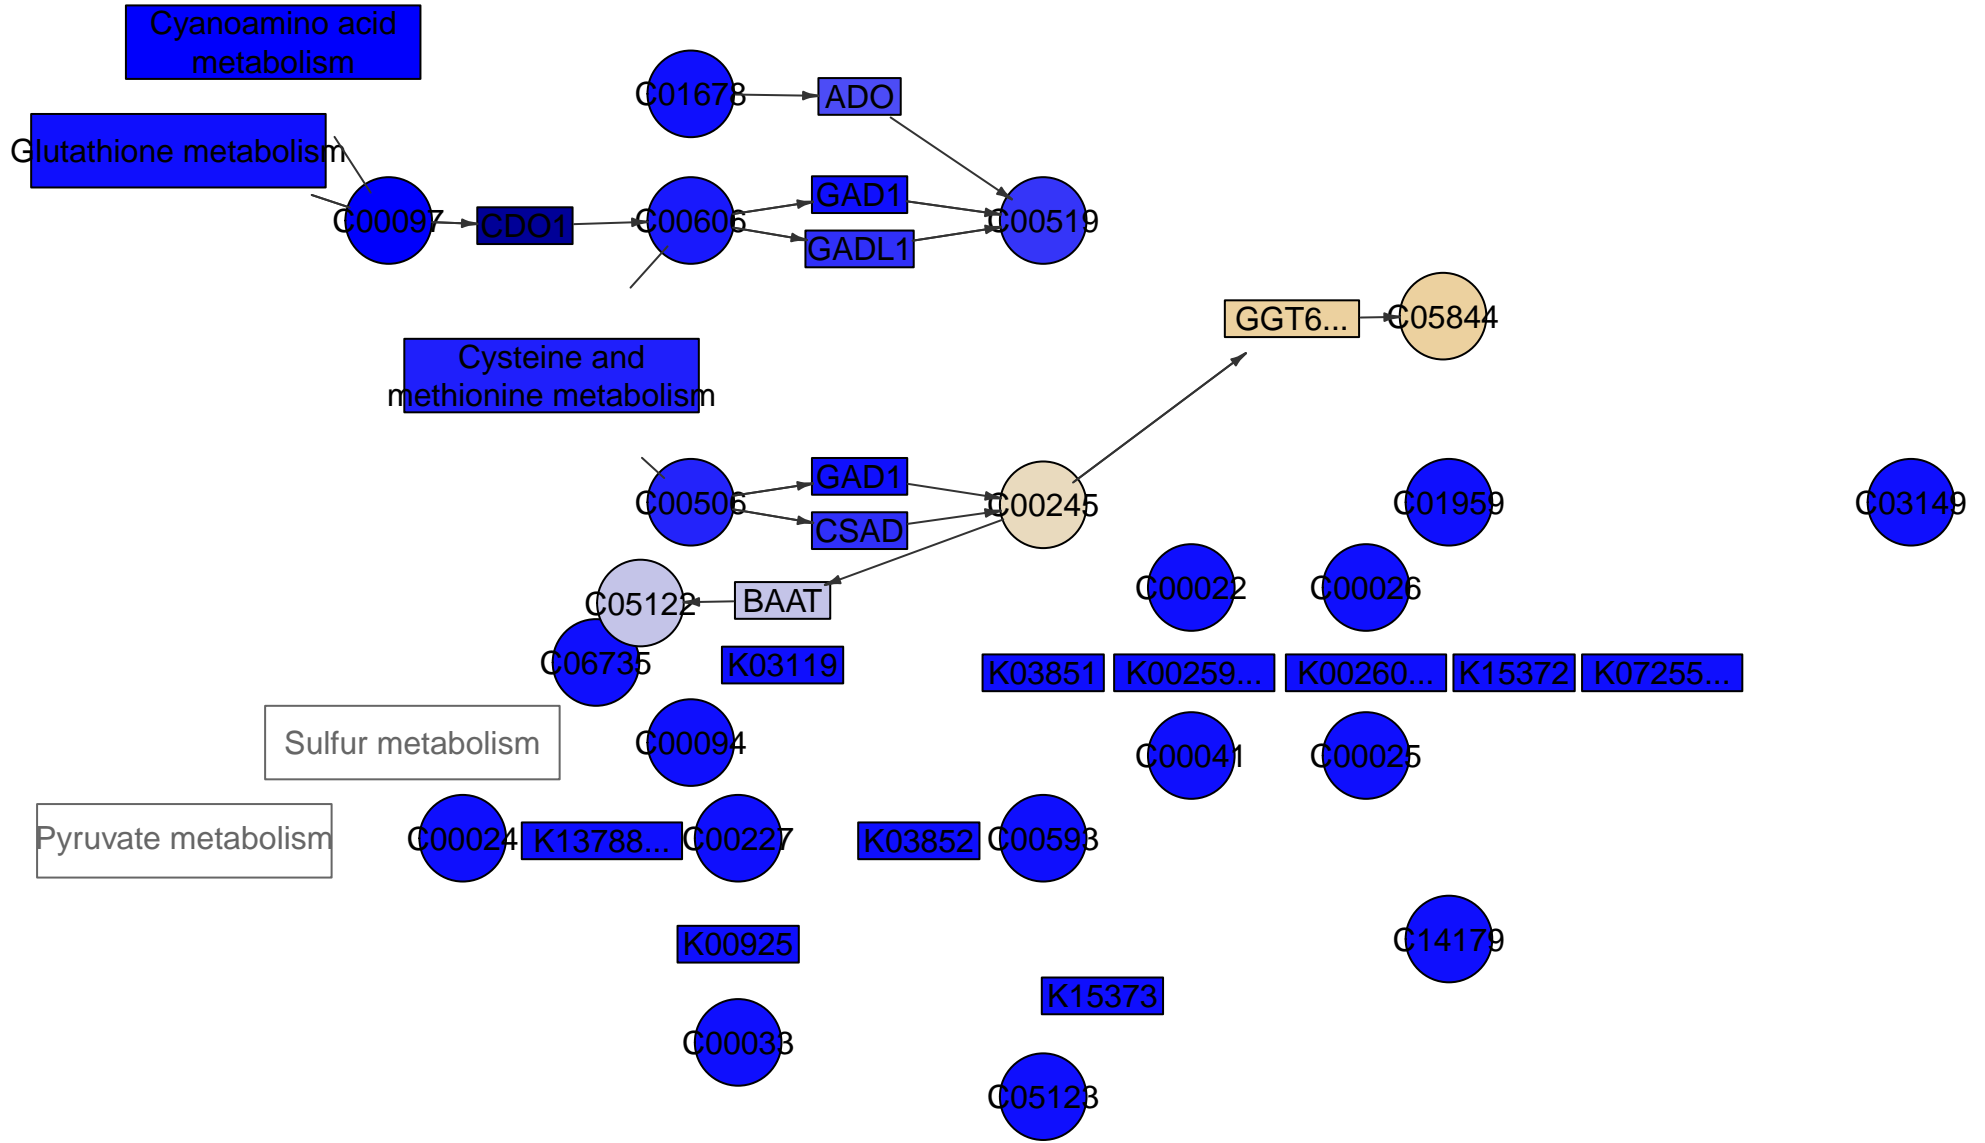 Cyanoamino acid
metabolism
C01678
ADO
Glutathione metabolism
C00097
CDO1
C00606
GAD1
GADL1
C00519
GGT6...
C05844
Cysteine and
methionine metabolism
C00506
GAD1
CSAD
C00245
C01959
C03149
C05122
BAAT
C00022
C00026
C06735
K03119
K03851
K00259...
K00260...
K15372
K07255...
Sulfur metabolism
C00094
C00041
C00025
Pyruvate metabolism
C00024
K13788...
C00227
K03852
C00593
K00925
C14179
K15373
C00033
C05123